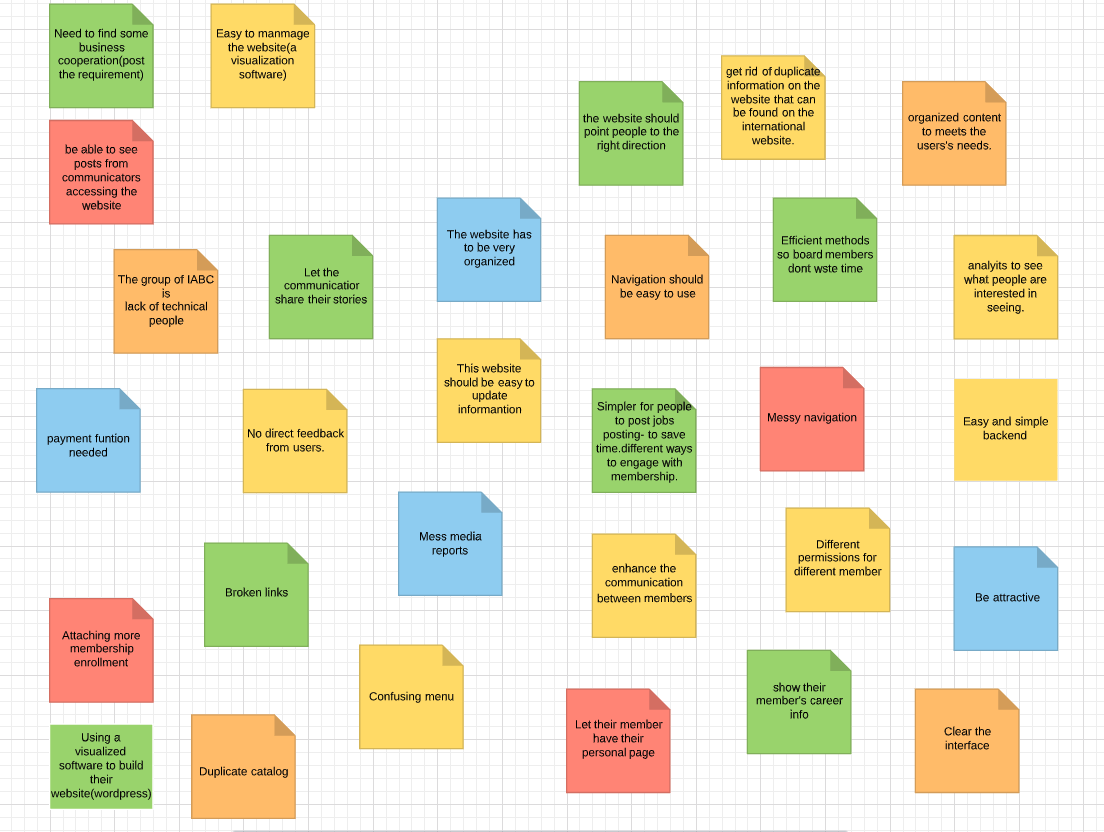 Need to find some
business
cooperation(post
the requirement)
Easy to manmage
the website(a
visualization
software)
get rid of duplicate
information on the
website that can
be found on the
international
website.
the website should
point people to the
right direction
organized content
to meets the
users's needs.
be able to see
posts from
communicators
accessing the
website
The website has
to be very
organized
Efficient methods
so board members
dont wste time
The group of IABC
is
lack of technical
people
Let the
communicatior
share their stories
Navigation should
be easy to use
analyits to see
what people are
interested in
seeing.
This website
should be easy to
update
informantion
Messy navigation
payment funtion
needed
No direct feedback
from users.
Simpler for people
to post jobs
posting- to save
time.different ways
to engage with
membership.
Easy and simple
backend
Mess media
reports
Different
permissions for
different member
Broken links
enhance the
communication
between members
Be attractive
Attaching more
membership
enrollment
Confusing menu
show their
member's career
info
Let their member
have their
personal page
Clear the
interface
Using a
visualized
software to build
their
website(wordpress)
Duplicate catalog